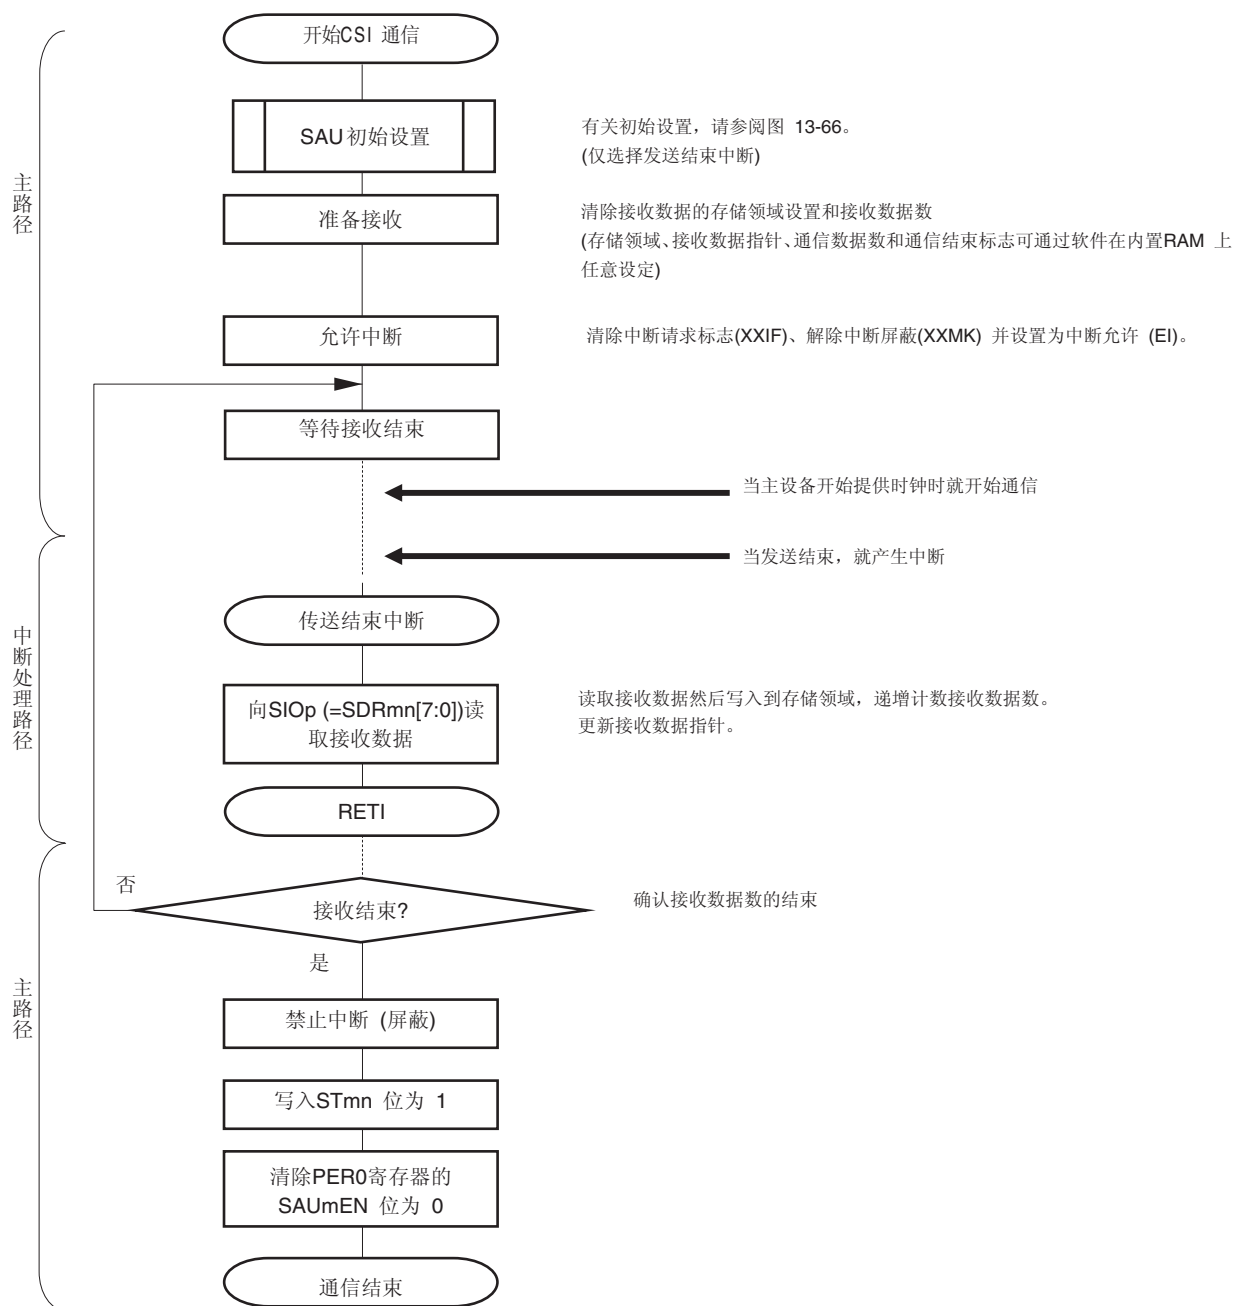 开始CSI 通信
SAU初始设置
有关初始设置，请参阅图 13-66。
(仅选择发送结束中断)
主路径
准备接收
清除接收数据的存储领域设置和接收数据数
(存储领域、接收数据指针、通信数据数和通信结束标志可通过软件在内置RAM 上
任意设定)
允许中断
清除中断请求标志(XXIF)、解除中断屏蔽(XXMK) 并设置为中断允许 (EI)。
等待接收结束
当主设备开始提供时钟时就开始通信
当发送结束，就产生中断
传送结束中断
中断处理路径
向SIOp (=SDRmn[7:0])读
取接收数据
读取接收数据然后写入到存储领域，递增计数接收数据数。
更新接收数据指针。
RETI
否
接收结束?
确认接收数据数的结束
是
主路径
禁止中断 (屏蔽)
写入STmn 位为 1
清除PER0寄存器的
SAUmEN 位为 0
通信结束